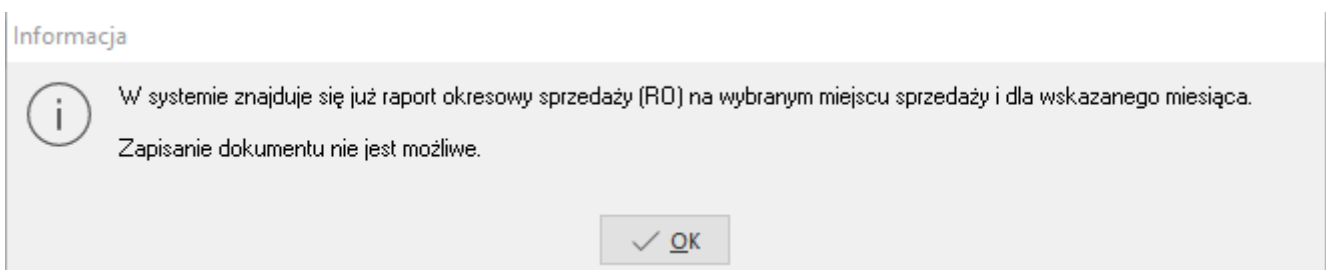 Informacja
W systemie znajduje się już raport okresowy sprzedaży (RO) na wybranym miejscu sprzedaży i dla wskazanego miesiąca.
Zapisanie dokumentu nie jest możliwe.
OK